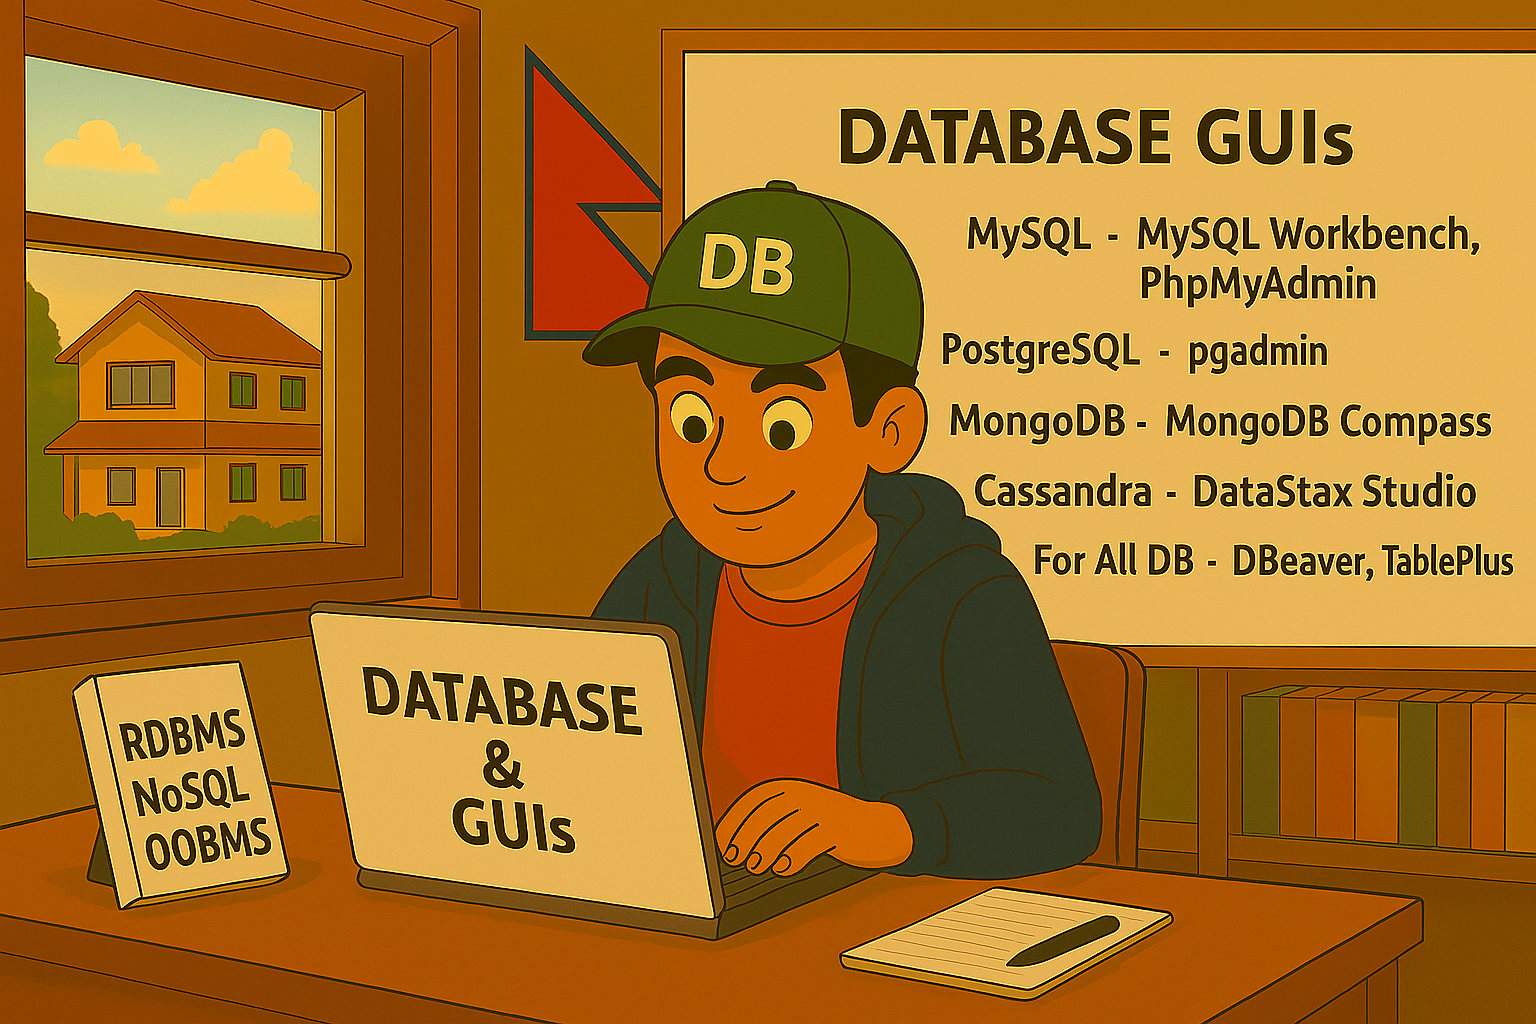 DATABASE GUIs
MySQL - MySQL Workbench,
PhpMyAdmin
PostgreSQL - pgadmin
MongoDB - MongoDB Compass
Cassandra - DataStax Studio
For All DB - DBeaver, TablePlus
DB
DATABASE
&
GUIs
RDBMS
NoSQL
OOBMS